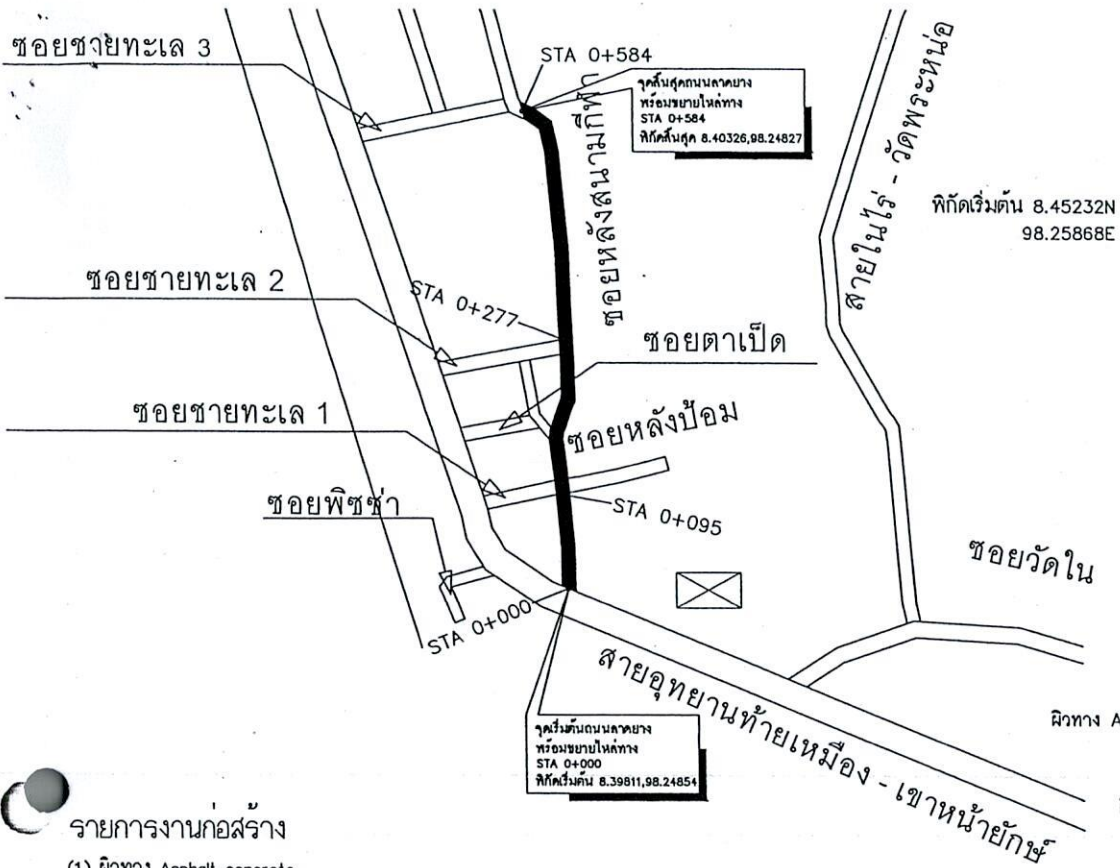 ซอยชายทะเล 3
STA 0+584
จุดสิ้นสุดถนนลาดยาง
พร้อมขยายไหล่ทาง
STA 0+584
พิกัดสิ้นสุด 8.40326,98.24827
ซอยหลังสนามกีฬา
สายในไร่ - วัดพระหน่อ
พิกัดเริ่มต้น 8.45232N
98.25868E
ซอยชายทะเล 2
STA 0+277
ซอยตาเป็ด
ซอยชายทะเล 1
ซอยหลังป้อม
ซอยพิซซ่า
STA 0+095
ซอยวัดใน
STA 0+000
สายอุทยานท้ายเหมือง - เขาหน้ายักษ์
จุดเริ่มต้นถนนลาดยาง
พร้อมขยายไหล่ทาง
STA 0+000
พิกัดเริ่มต้น 8.39811,98.24854
ผิวทาง A
รายการงานก่อสร้าง
(1) ผิวทาง Asphalt concrete